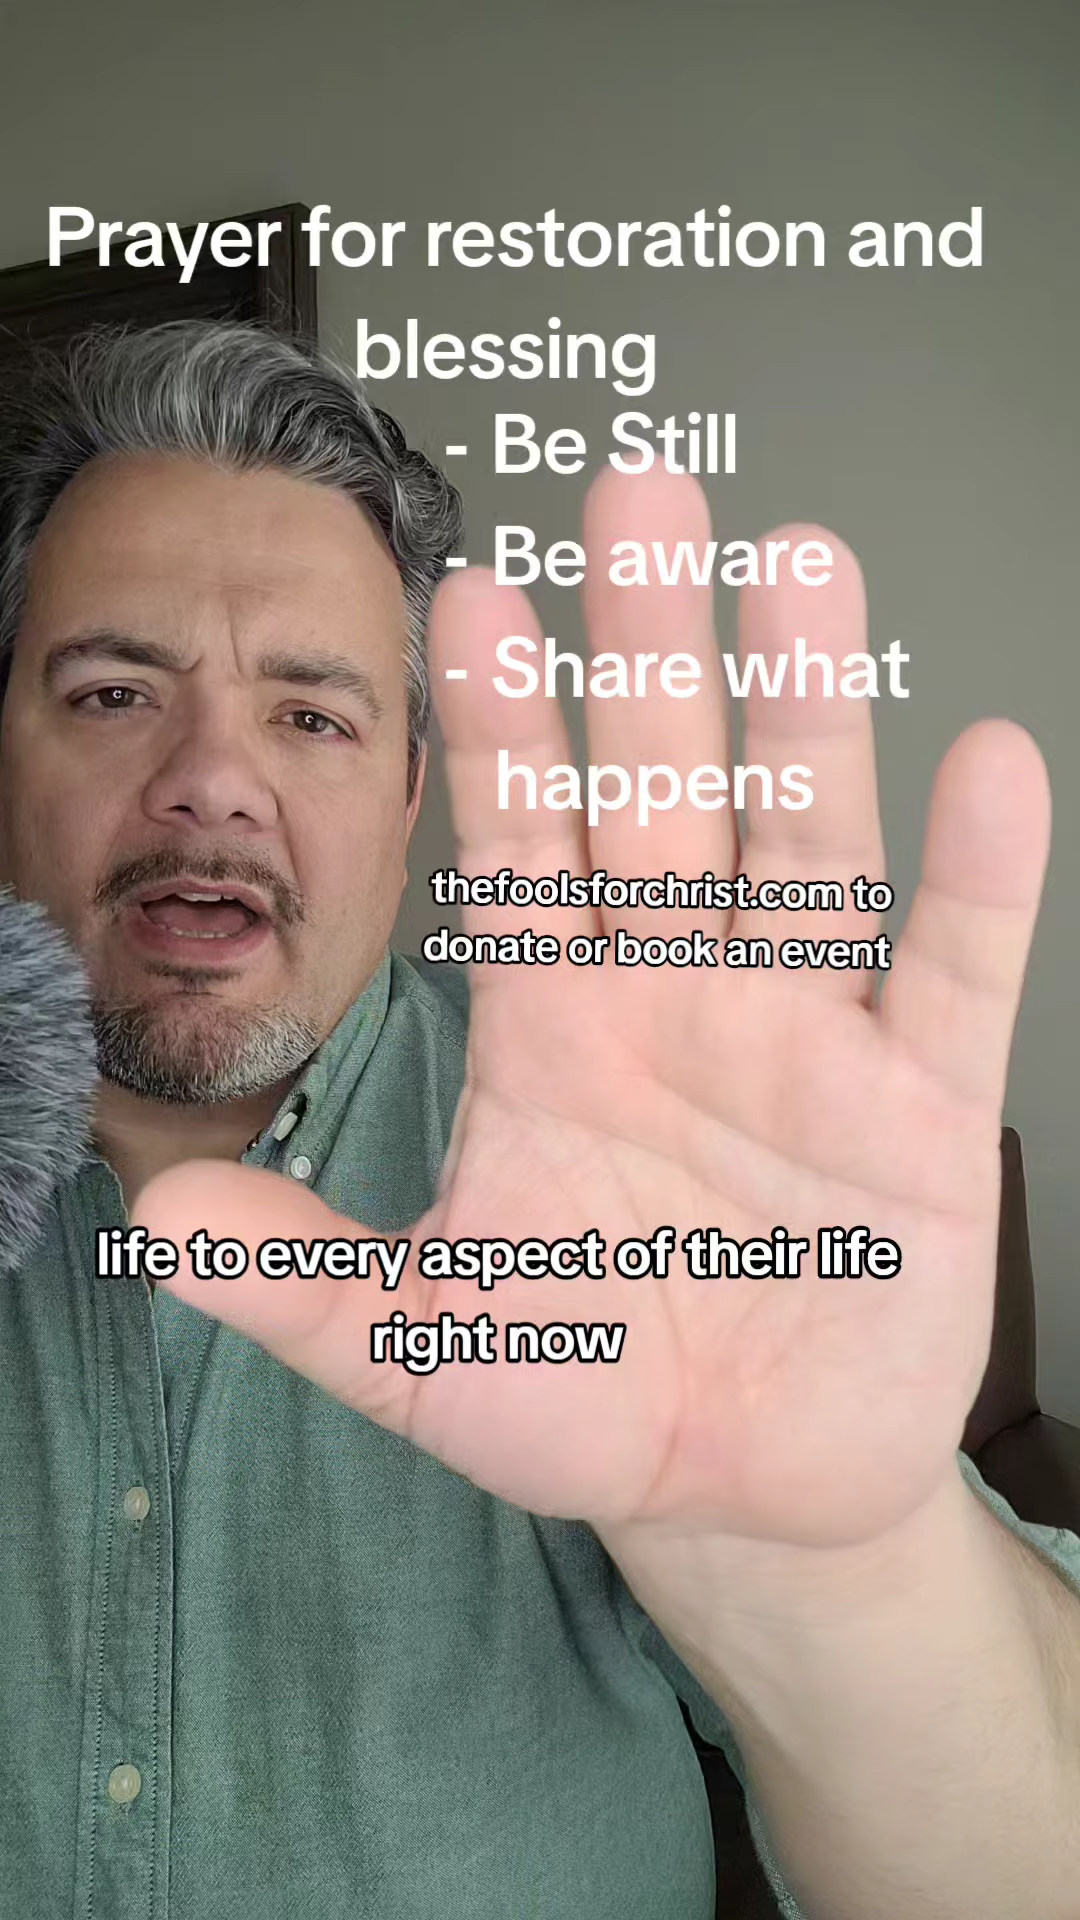 Prayer for restoration and
blessing
- Be Still
- Be aware
- Share what
happens
thefoolsforchrist.com to
donate or book an event
life to every aspect of their life
right now